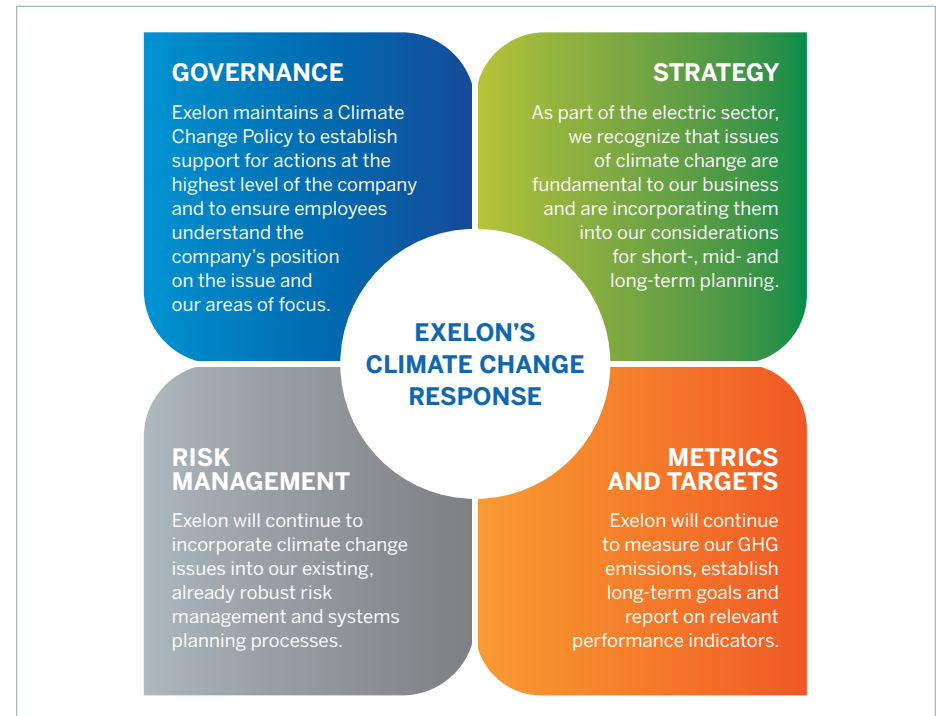 GOVERNANCE
Exelon maintains a Climate
Change Policy to establish
support for actions at the
highest level of the company
and to ensure employees
understand the
company’s position
on the issue and
our areas of focus.
STRATEGY
As part of the electric sector,
we recognize that issues
of climate change are
fundamental to our business
and are incorporating them
into our considerations
for short-, mid- and
long-term planning.
EXELON’S
CLIMATE CHANGE
RESPONSE
RISK
MANAGEMENT
Exelon will continue to
incorporate climate change
issues into our existing,
already robust risk
management and systems
planning processes.
METRICS
AND TARGETS
Exelon will continue
to measure our GHG
emissions, establish
long-term goals and
report on relevant
performance indicators.